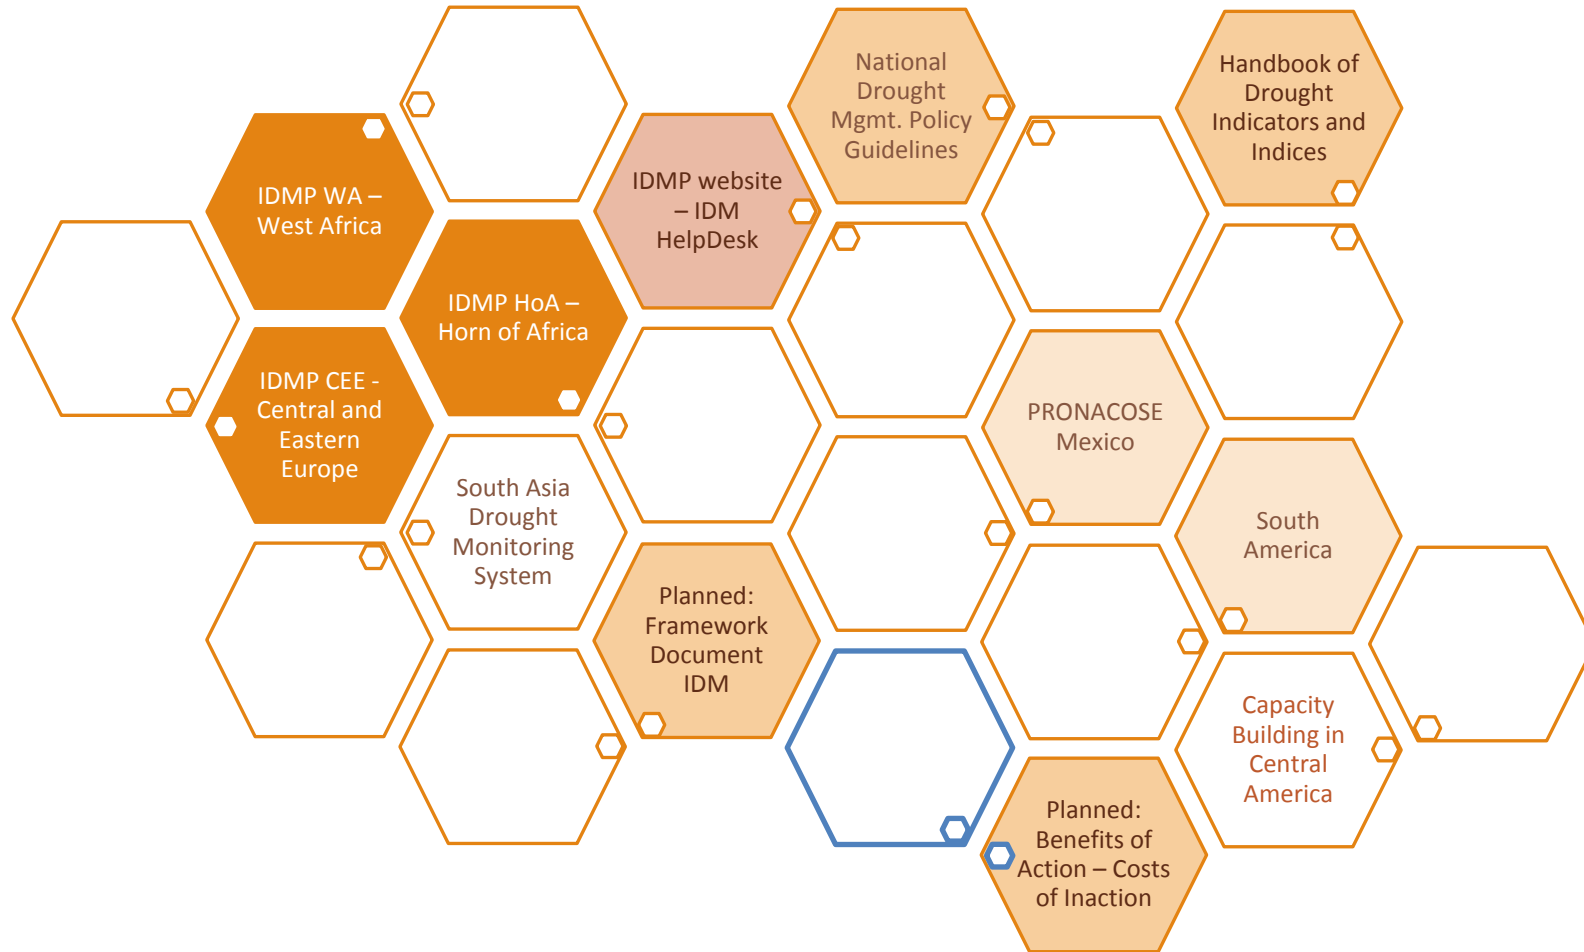 National
Drought
Mgmt. Policy
Guidelines
Handbook of
Drought
Indicators and
Indices
IDMP WA –
West Africa
IDMP website
– IDM
HelpDesk
IDMP HoA –
Horn of Africa
IDMP CEE -
Central and
Eastern
Europe
PRONACOSE
Mexico
South Asia
Drought
Monitoring
System
South
America
Planned:
Framework
Document
IDM
Capacity
Building in
Central
America
Planned:
Benefits of
Action – Costs
of Inaction